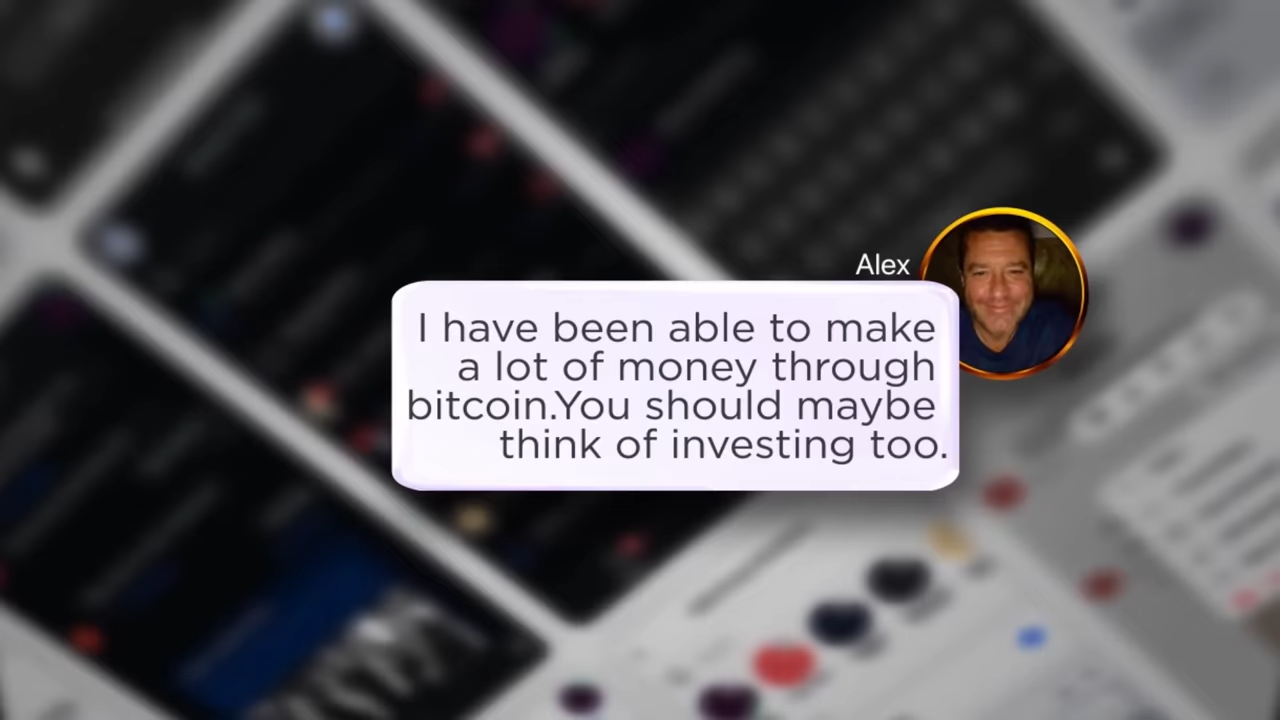 Alex
I have been able to make
a lot of money through
bitcoin.You should maybe
think of investing too.